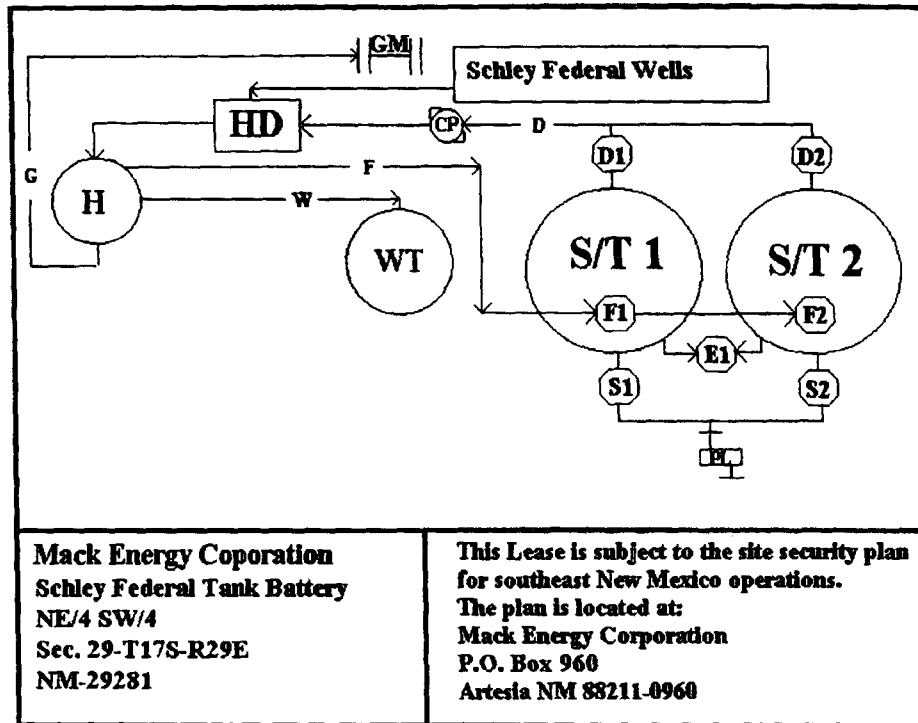 GM
Schley Federal Wells
HD
CP
D
D1
D2
G
H
F
W
WT
S/T 1
S/T 2
F1
F2
E1
S1
S2
Mack Energy Coporation
Schley Federal Tank Battery
NE/4 SW/4
Sec. 29-T17S-R29E
NM-29281
This Lease is subject to the site security plan
for southeast New Mexico operations.
The plan is located at:
Mack Energy Corporation
P.O. Box 960
Artesia NM 88211-0960